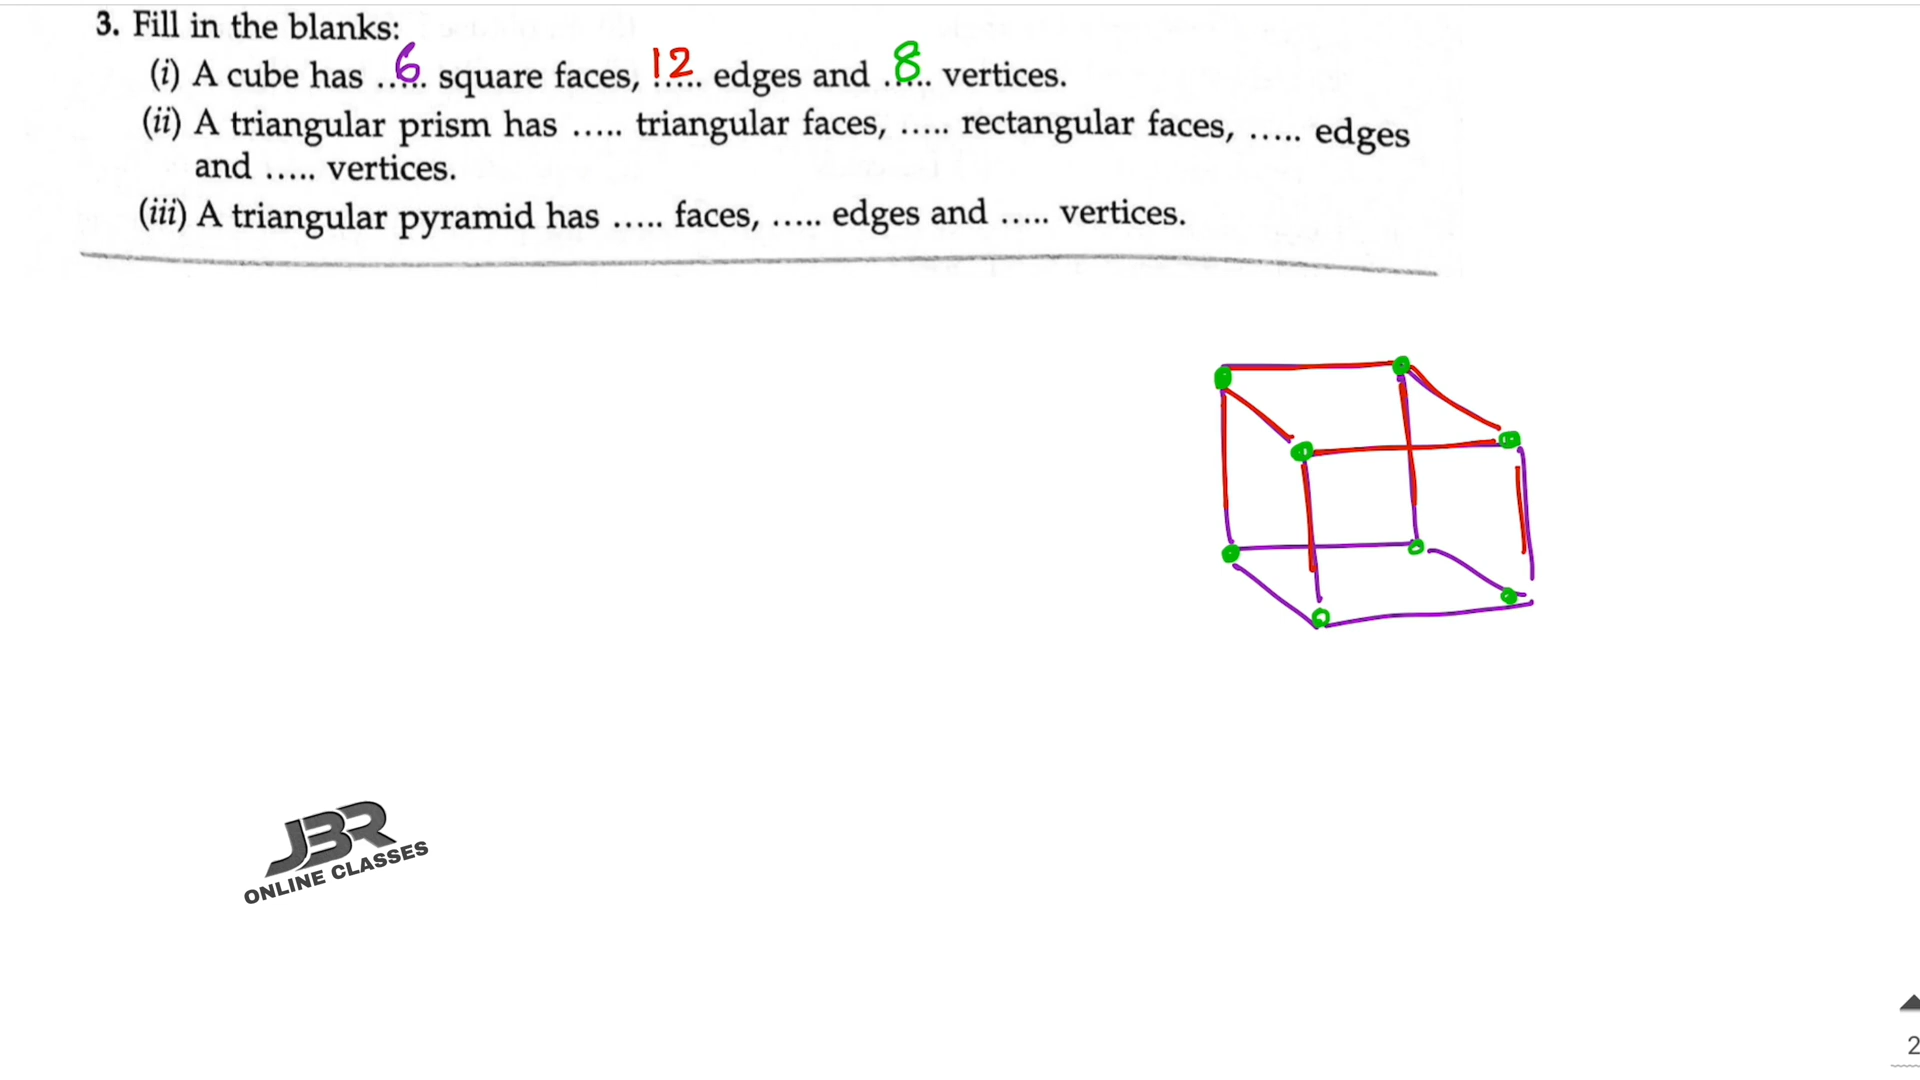 3. Fill in the blanks:
(i) A cube has ..6.. square faces, 12 edges and ..8.. vertices.
(ii) A triangular prism has ..... triangular faces, ..... rectangular faces, ..... edges
and ..... vertices.
(iii) A triangular pyramid has ..... faces, ..... edges and ..... vertices.
JBR
ONLINE CLASSES
2